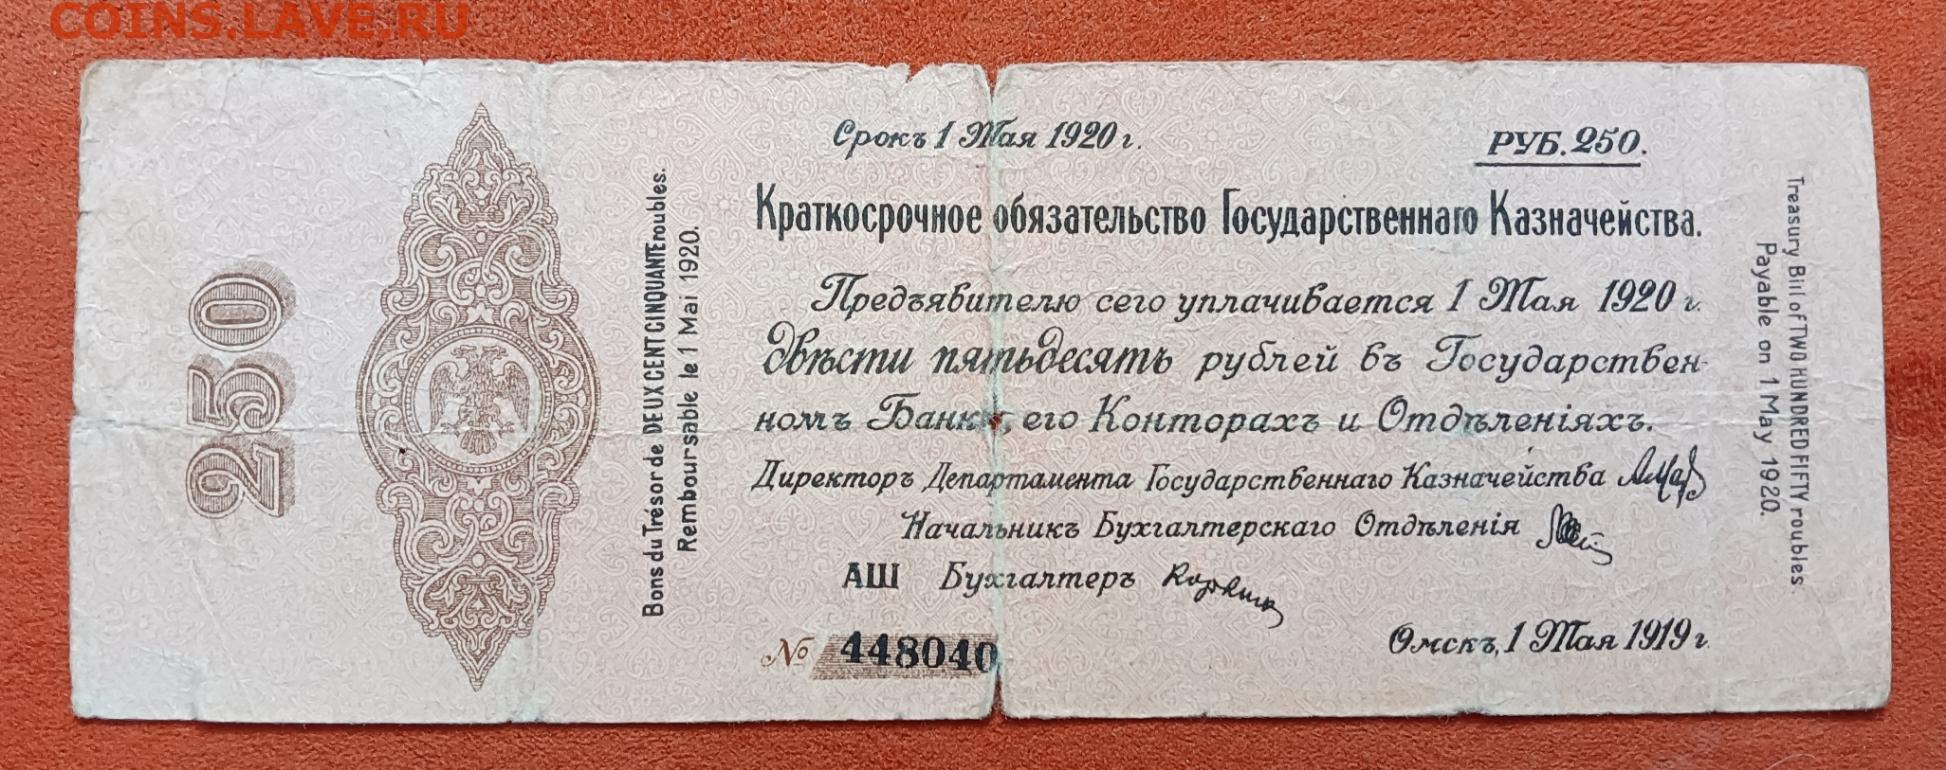 COINS.LAVE.RU
250
Bons du Trésor de DEUX CENT CINQUANTE roubles.
Remboursable le 1 Mai 1920.
Срокъ 1 Мая 1920 г.
РУБ. 250.
Краткосрочное обязательство Государственнаго Казначейства.
Предъявителю сего уплачивается 1 Мая 1920 г.
Двѣсти пятьдесятъ рублей въ Государствен-
номъ Банкѣ, его Конторахъ и Отдѣленіяхъ.
Директоръ Департамента Государственнаго Казначейства
Начальникъ Бухгалтерскаго Отдѣленія
АШ Бухгалтеръ
№ 448040
Омскъ, 1 Мая 1919 г.
Treasury Bill of TWO HUNDRED FIFTY roubles.
Payable on 1 May 1920.